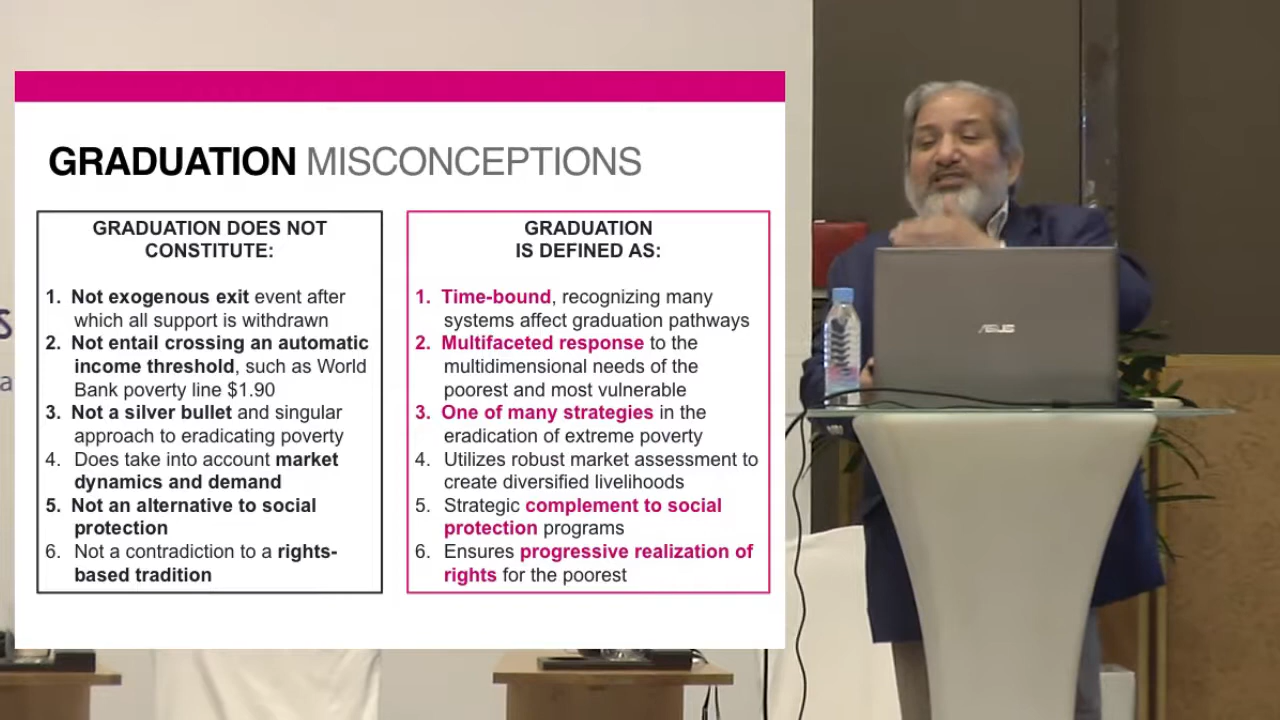 GRADUATION MISCONCEPTIONS
GRADUATION DOES NOT
CONSTITUTE:
1. Not exogenous exit event after
which all support is withdrawn
2. Not entail crossing an automatic
income threshold, such as World
Bank poverty line $1.90
3. Not a silver bullet and singular
approach to eradicating poverty
4. Does take into account market
dynamics and demand
5. Not an alternative to social
protection
6. Not a contradiction to a rights-
based tradition
GRADUATION
IS DEFINED AS:
1. Time-bound, recognizing many
systems affect graduation pathways
2. Multifaceted response to the
multidimensional needs of the
poorest and most vulnerable
3. One of many strategies in the
eradication of extreme poverty
4. Utilizes robust market assessment to
create diversified livelihoods
5. Strategic complement to social
protection programs
6. Ensures progressive realization of
rights for the poorest
ASUS